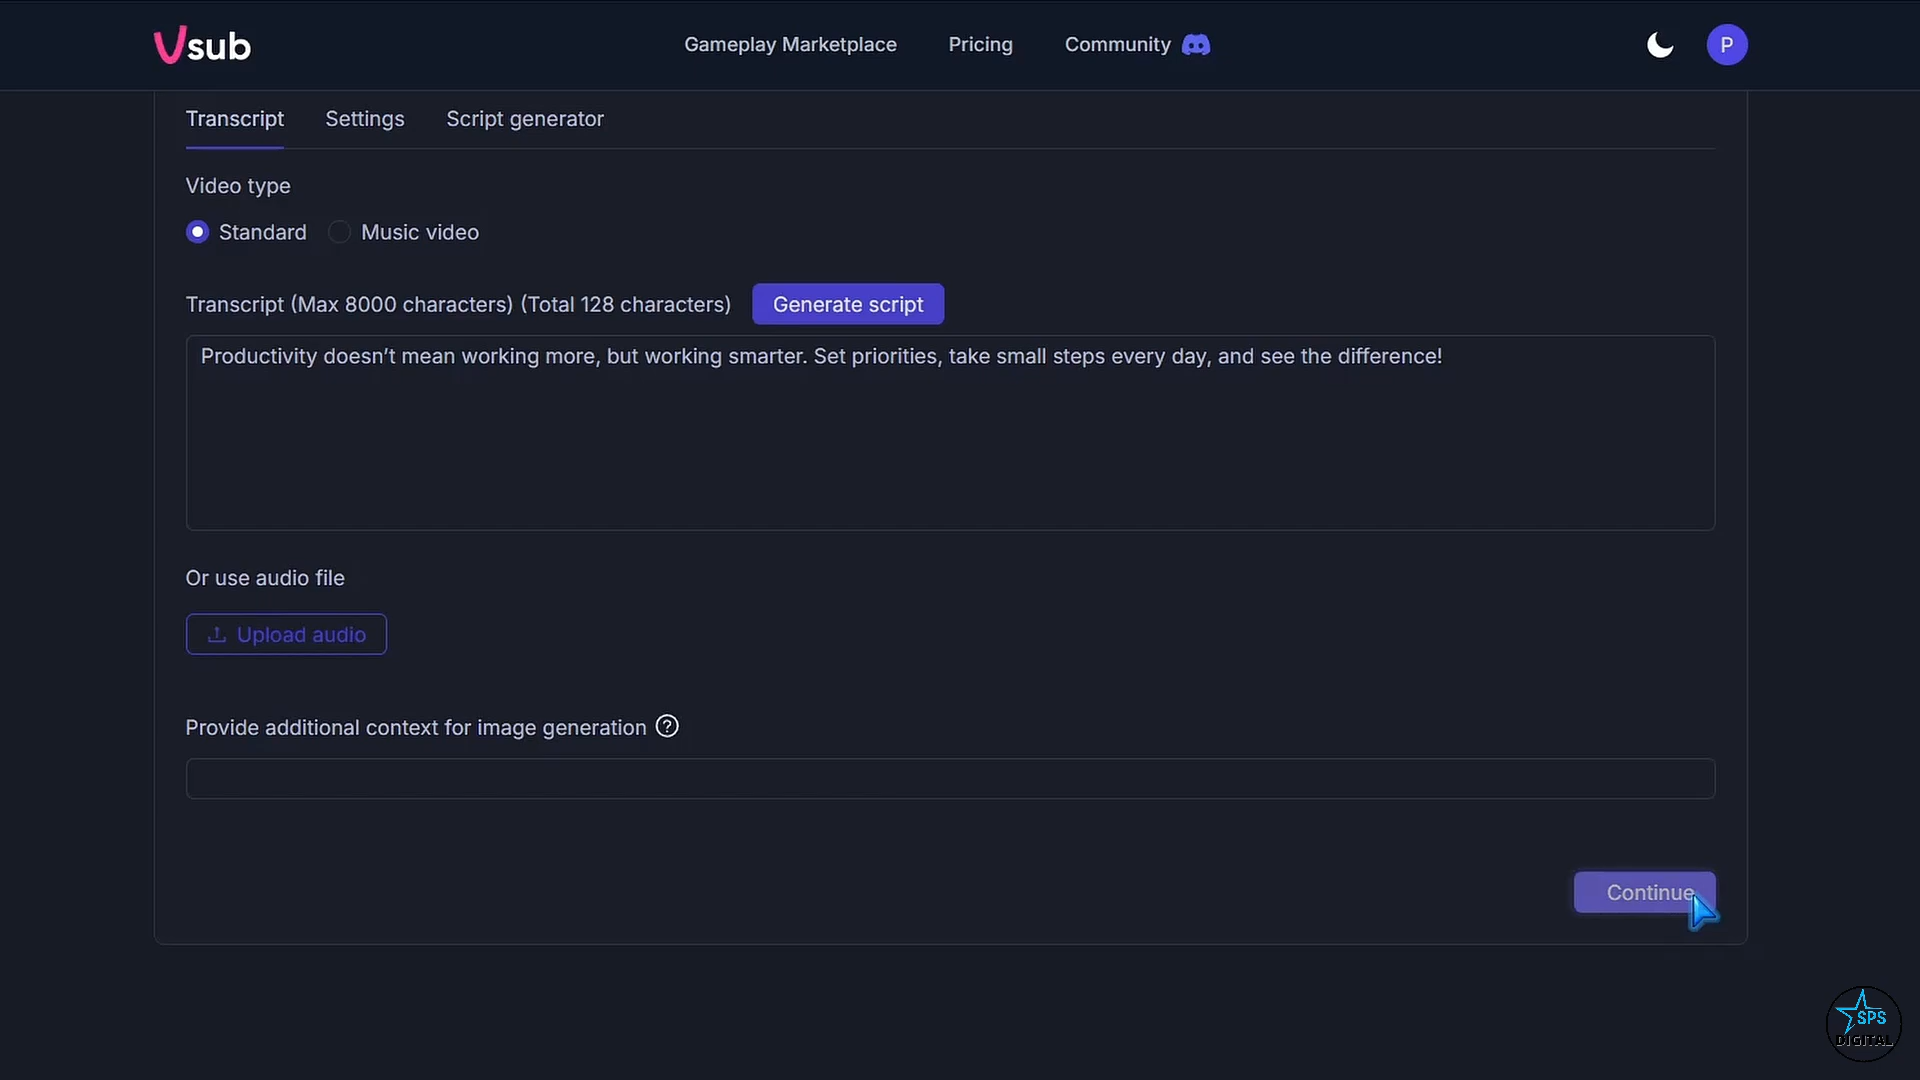 Vsub
Gameplay Marketplace
Pricing
Community
P
Transcript
Settings
Script generator
Video type
Standard
Music video
Transcript (Max 8000 characters) (Total 128 characters)
Generate script
Productivity doesn’t mean working more, but working smarter. Set priorities, take small steps every day, and see the difference!
Or use audio file
Upload audio
Provide additional context for image generation
Continue
SPS
DIGITAL